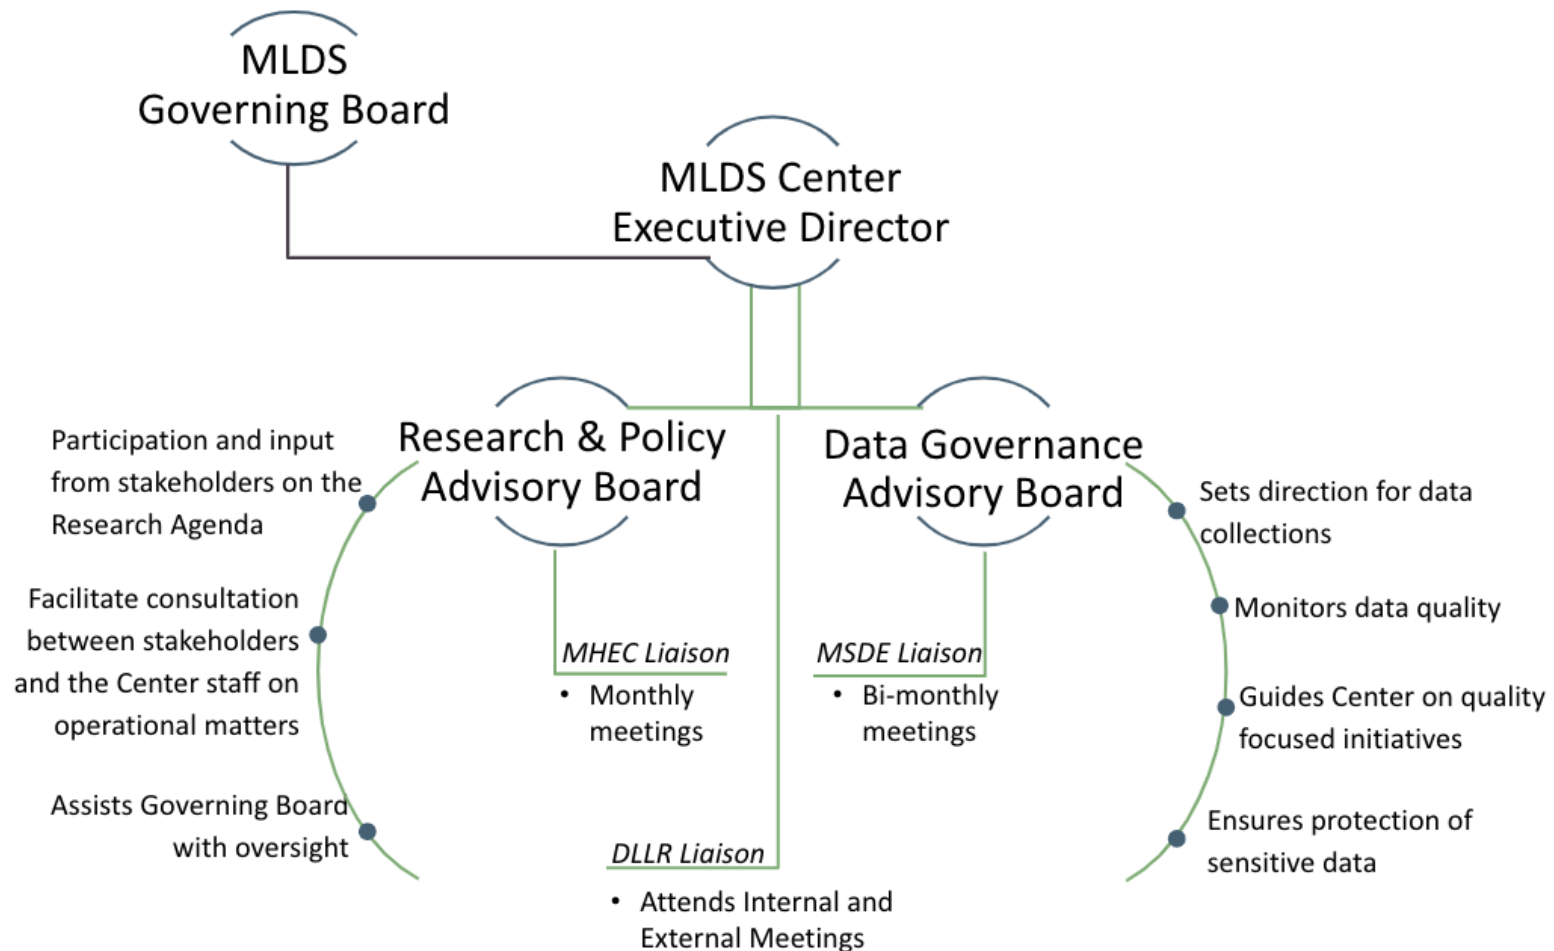 MLDS
Governing Board
MLDS Center
Executive Director
Research & Policy
Advisory Board
Data Governance
Advisory Board
Participation and input
from stakeholders on the
Research Agenda
Facilitate consultation
between stakeholders
and the Center staff on
operational matters
Assists Governing Board
with oversight
MHEC Liaison
• Monthly
meetings
MSDE Liaison
• Bi-monthly
meetings
DLLR Liaison
• Attends Internal and
External Meetings
Sets direction for data
collections
Monitors data quality
Guides Center on quality
focused initiatives
Ensures protection of
sensitive data